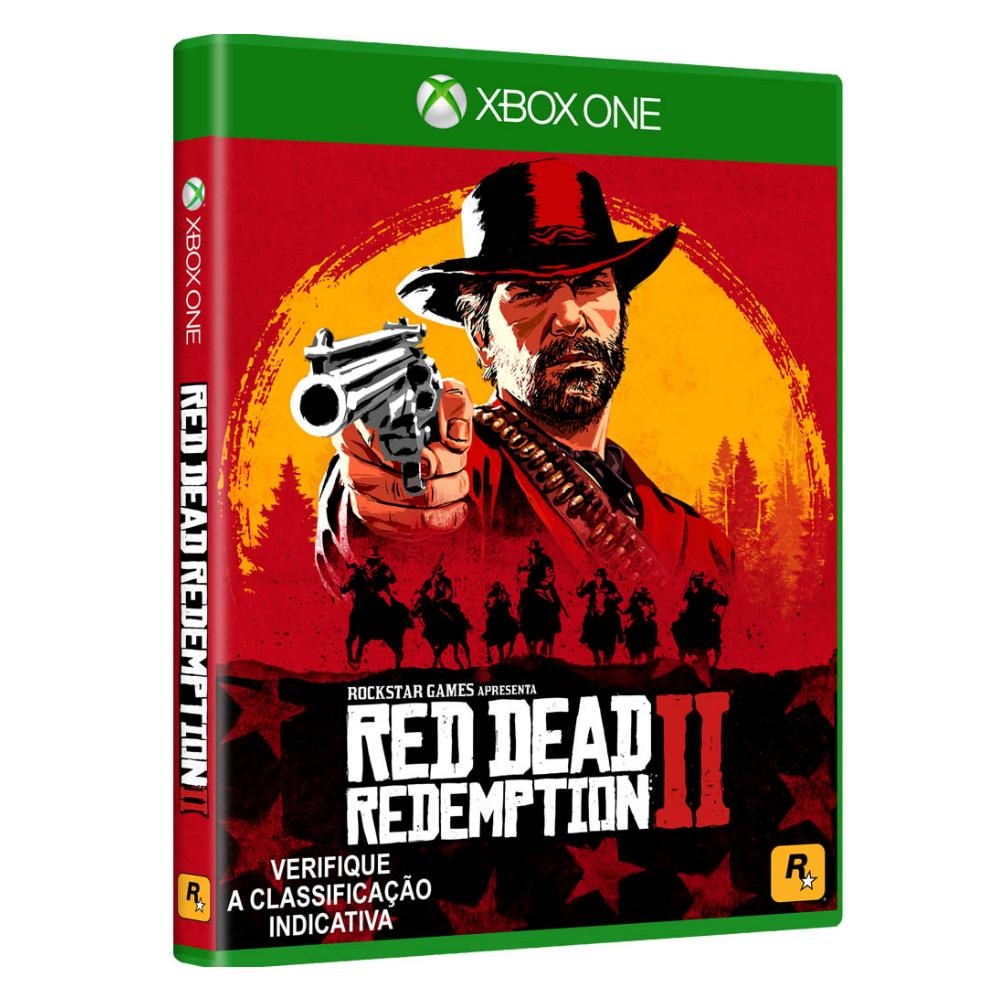 XBOX ONE
XBOX ONE
RED DEAD REDEMPTION II
ROCKSTAR GAMES APRESENTA
RED DEAD
REDEMPTION II
VERIFIQUE
A CLASSIFICAÇÃO
INDICATIVA
R
R